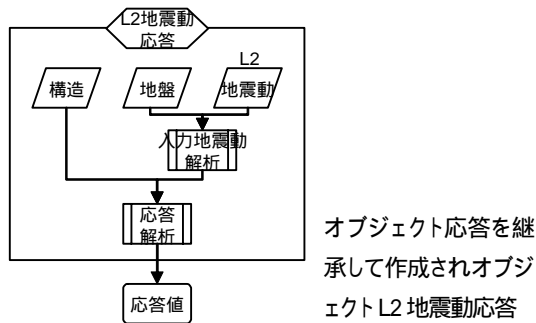 L2地震動
応答
L2
構造
地盤
地震動
入力地震動
解析
応答
解析
応答値
オブジェクト応答を継
承して作成されオブジ
ェクトL2 地震動応答